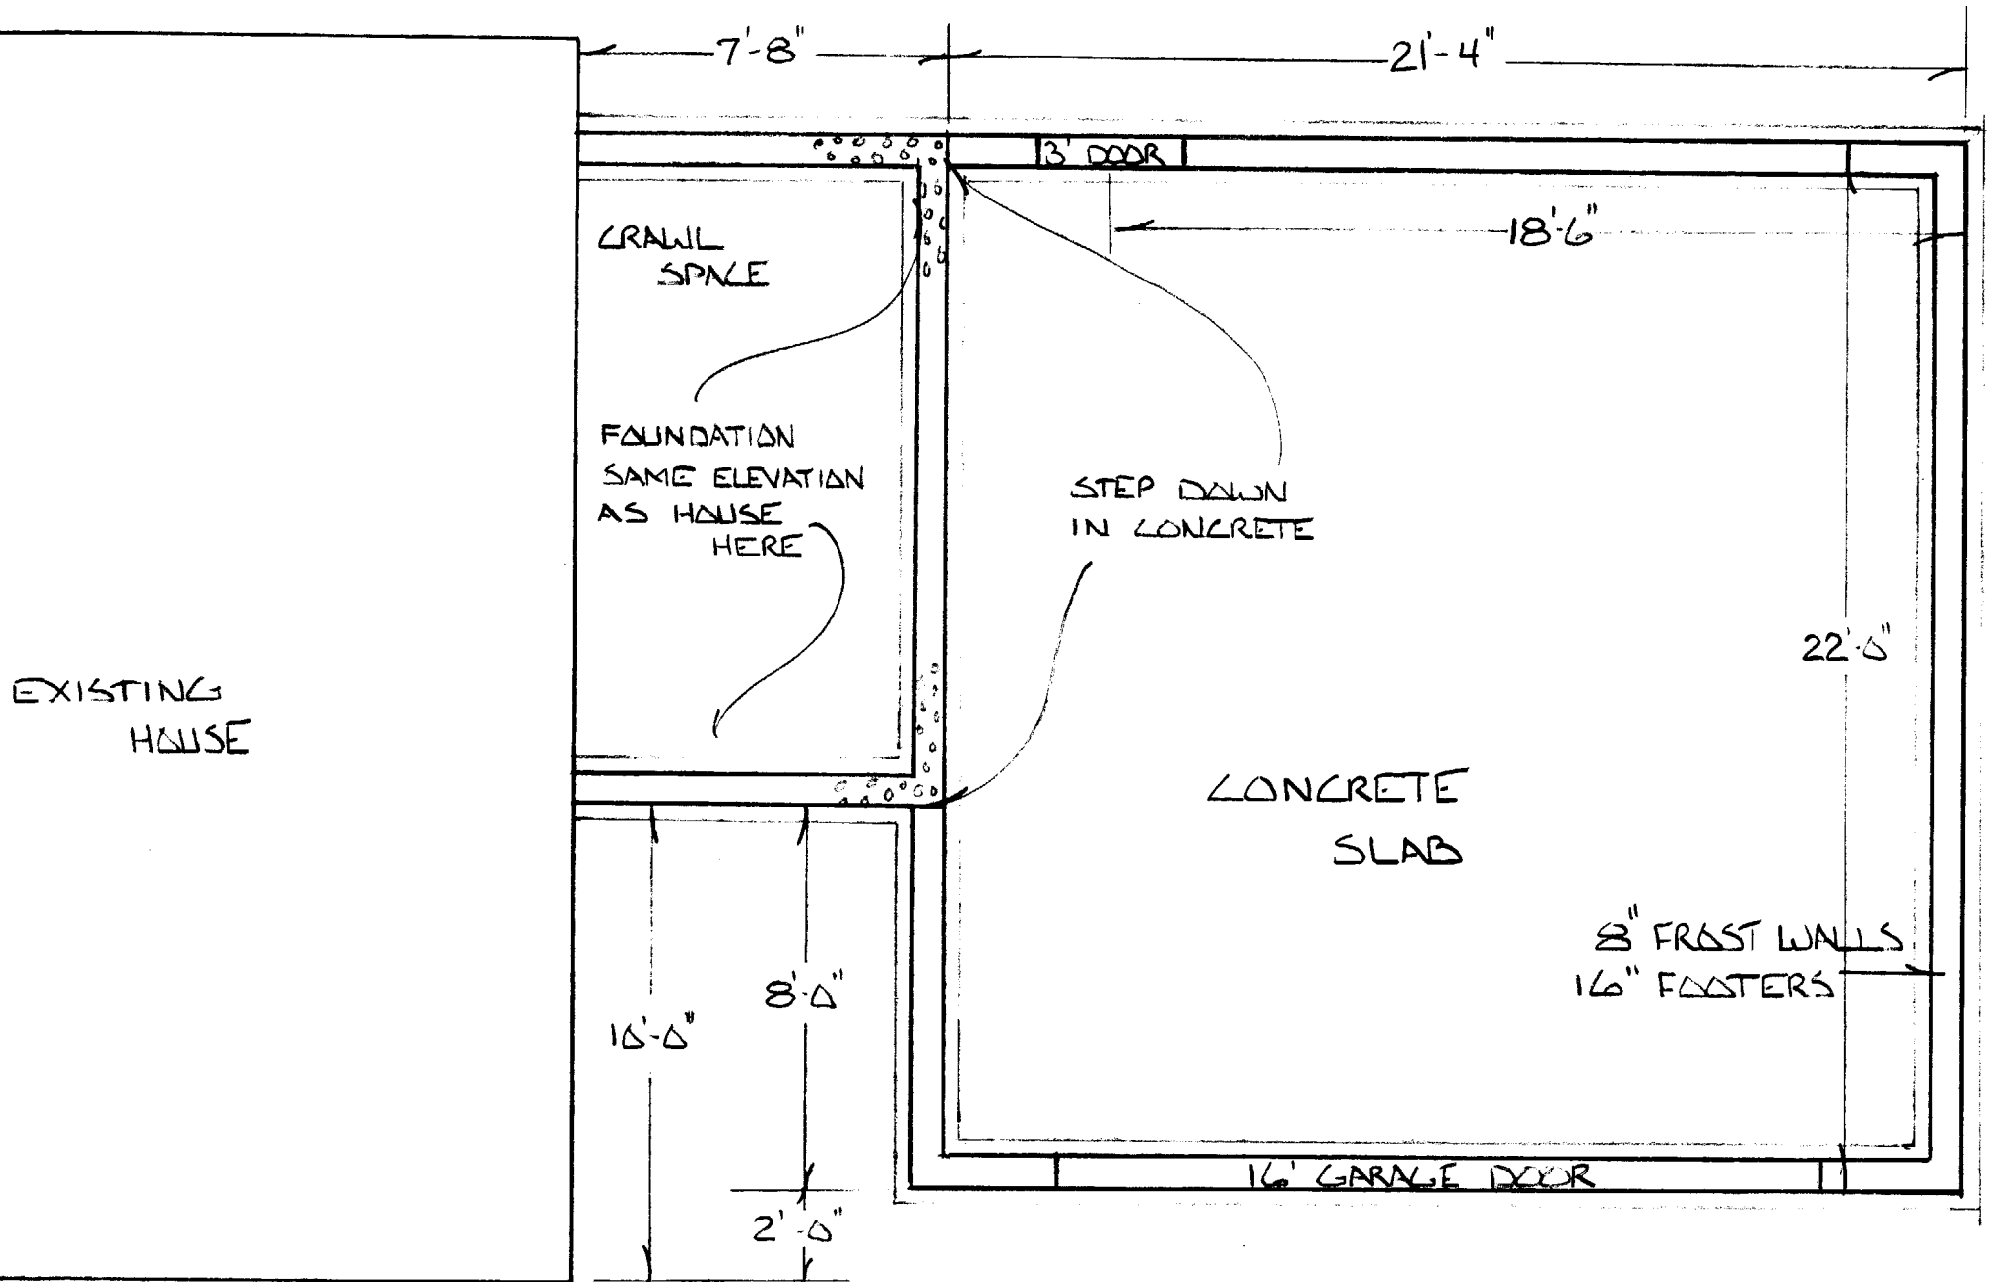 7'-8"
21'-4"
3' DOOR
18'-6"
CRAWL
SPACE
FOUNDATION
SAME ELEVATION
AS HOUSE
HERE
STEP DOWN
IN CONCRETE
22'-0"
EXISTING
HOUSE
CONCRETE
SLAB
8" FROST WALLS
16" FOOTERS
8'-0"
10'-0"
16' GARAGE DOOR
2'-0"